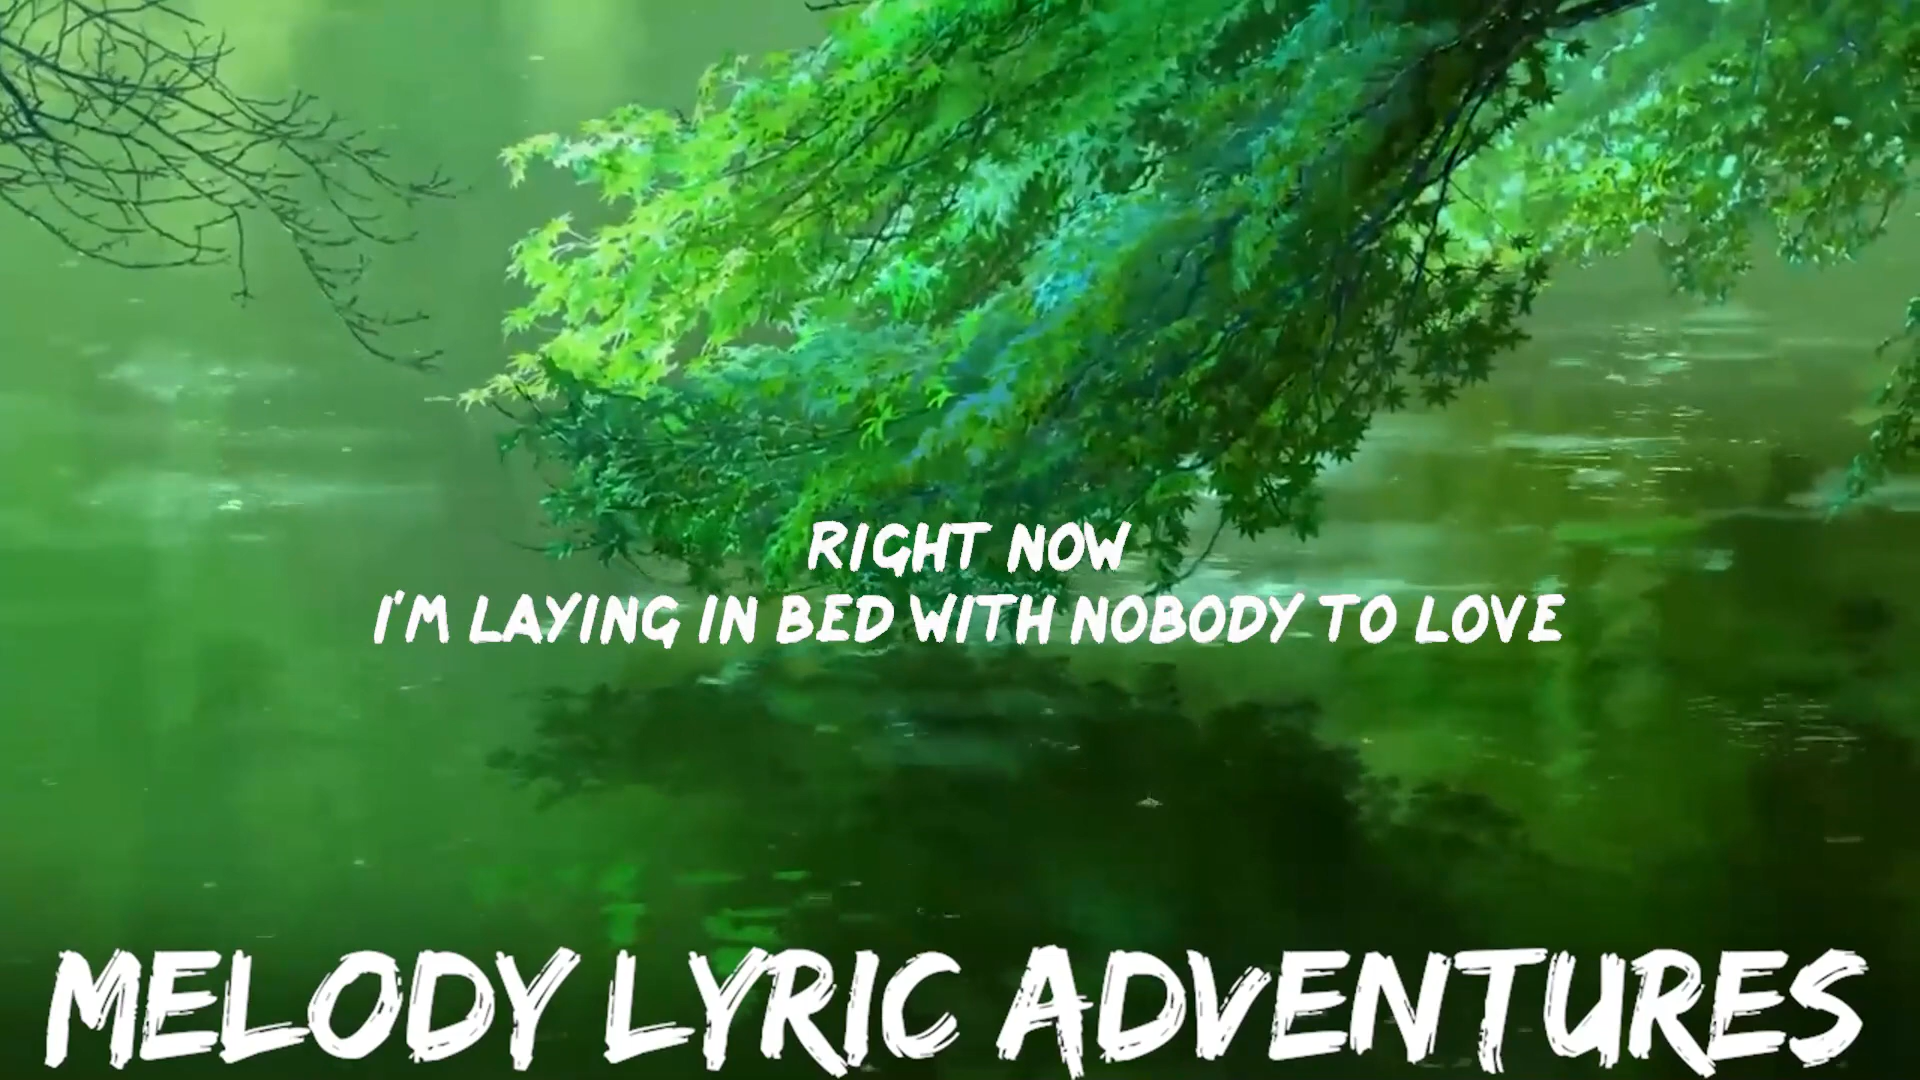 RIGHT NOW
I'M LAYING IN BED WITH NOBODY TO LOVE
MELODY LYRIC ADVENTURES